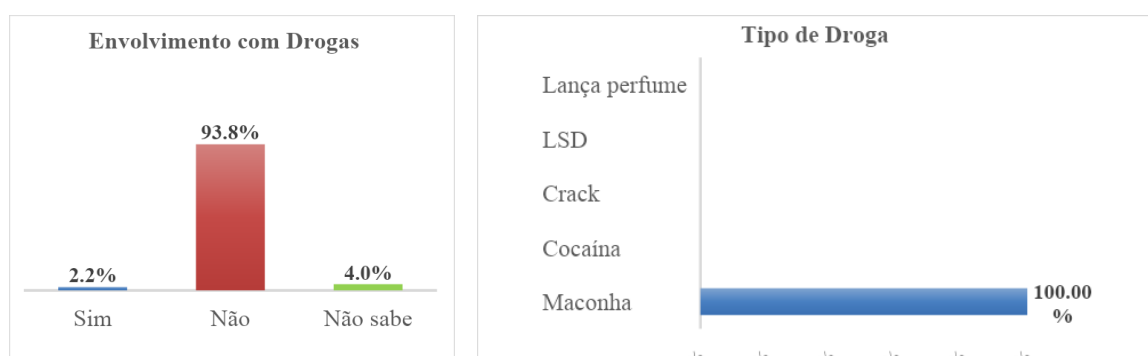 Envolvimento com Drogas
93.8%
2.2%
4.0%
Sim
Não
Não sabe
Tipo de Droga
Lança perfume
LSD
Crack
Cocaína
Maconha
100.00
%